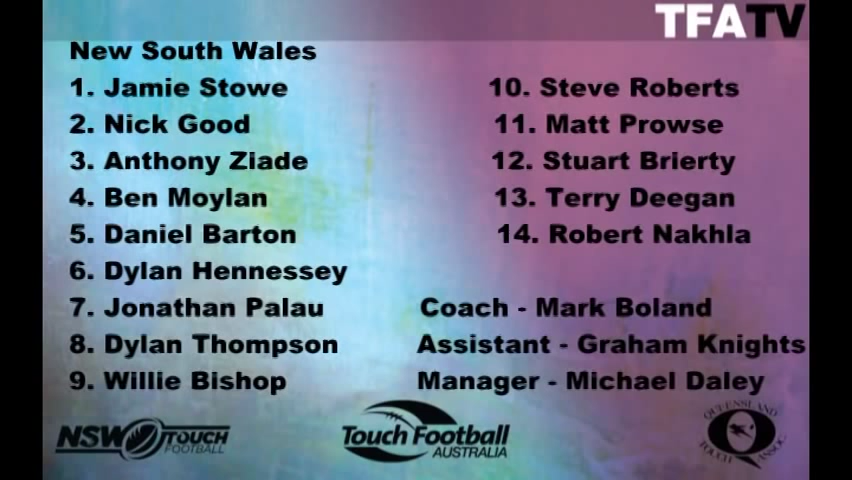 TFATV
New South Wales
1. Jamie Stowe
2. Nick Good
3. Anthony Ziade
4. Ben Moylan
5. Daniel Barton
6. Dylan Hennessey
7. Jonathan Palau
8. Dylan Thompson
9. Willie Bishop
10. Steve Roberts
11. Matt Prowse
12. Stuart Brierty
13. Terry Deegan
14. Robert Nakhla
Coach - Mark Boland
Assistant - Graham Knights
Manager - Michael Daley
NSW TOUCH
FOOTBALL
Touch Football
AUSTRALIA
QUEENSLAND
TOUCH ASSOC.